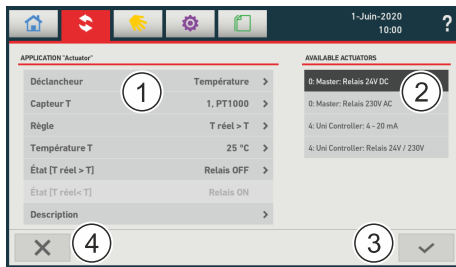 1-Juin-2020
10:00
?
APPLICATION "Actuator"
AVAILABLE ACTUATORS
Déclancheur Température >
Capteur T 1, PT1000 >
Règle T réel > T >
Température T 25 °C >
État [T réel > T] Relais OFF >
État [T réel< T] Relais ON
Description >
0: Master: Relais 24V DC
0: Master: Relais 230V AC
4: Uni Controller: 4 - 20 mA
4: Uni Controller: Relais 24V / 230V
1
2
4
3